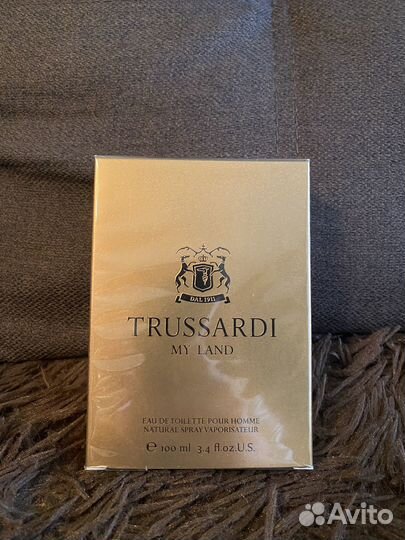 DAL 1911
TRUSSARDI
MY LAND
EAU DE TOILETTE POUR HOMME
NATURAL SPRAY VAPORISATEUR
e 100 ml 3.4 fl.oz.U.S.
Avito